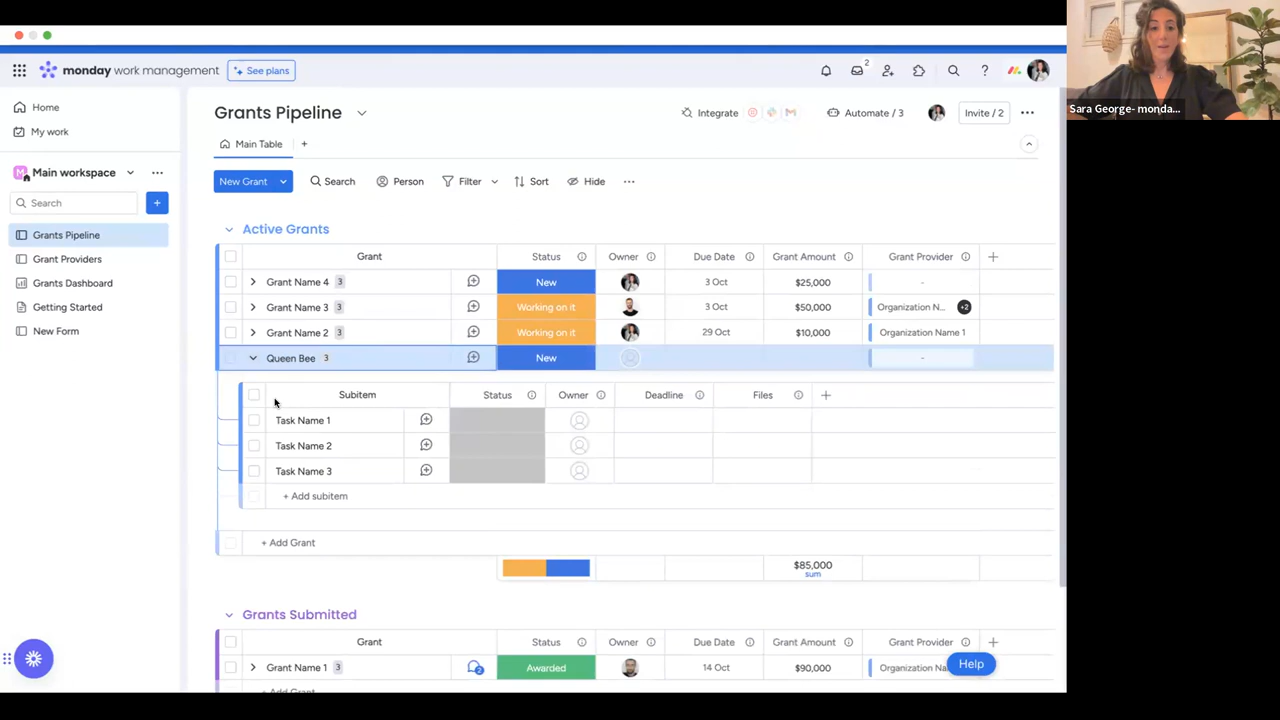 monday work management
See plans
2
Sara George- monda...
Home
My work
Main workspace
Search
Grants Pipeline
Grant Providers
Grants Dashboard
Getting Started
New Form
Grants Pipeline
Integrate
Automate / 3
Invite / 2
Main Table
+
New Grant
Search
Person
Filter
Sort
Hide
Active Grants
Grant Status Owner Due Date Grant Amount Grant Provider
Grant Name 4 3 New 3 Oct $25,000 -
Grant Name 3 3 Working on it 3 Oct $50,000 Organization N... +2
Grant Name 2 3 Working on it 29 Oct $10,000 Organization Name 1
Queen Bee 3 New -
Subitem Status Owner Deadline Files
Task Name 1
Task Name 2
Task Name 3
+ Add subitem
+ Add Grant
$85,000
sum
Grants Submitted
Grant Status Owner Due Date Grant Amount Grant Provider
Grant Name 1 3 2 Awarded 14 Oct $90,000
+ Add Grant
Help